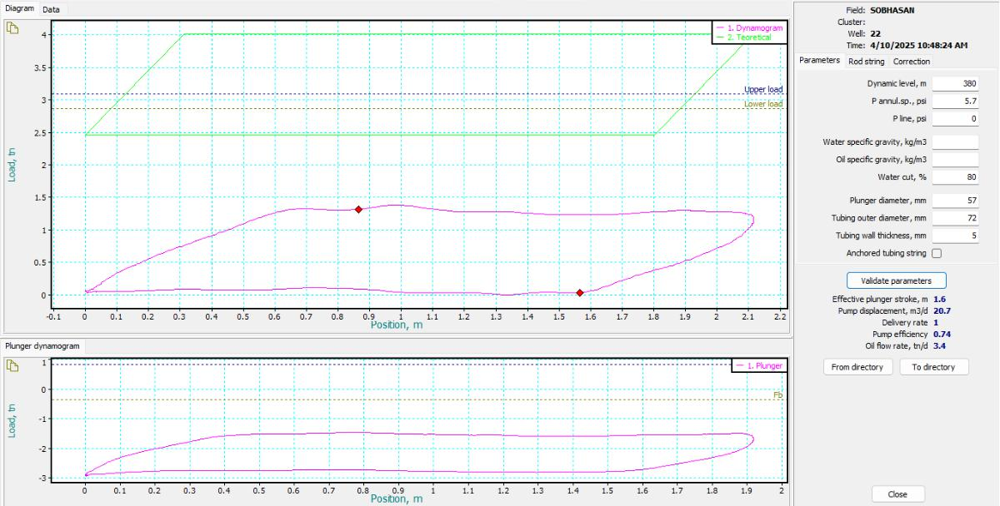 Diagram Data
1. Dynamogram
2. Teoretical
Upper load
Lower load
Load, tn
4
3.5
3
2.5
2
1.5
1
0.5
0
-0.1 0 0.1 0.2 0.3 0.4 0.5 0.6 0.7 0.8 0.9 1 1.1 1.2 1.3 1.4 1.5 1.6 1.7 1.8 1.9 2 2.1 2.2
Position, m
Plunger dynamogram
1. Plunger
Fb
Load, tn
1
0
-1
-2
-3
0 0.1 0.2 0.3 0.4 0.5 0.6 0.7 0.8 0.9 1 1.1 1.2 1.3 1.4 1.5 1.6 1.7 1.8 1.9 2
Position, m
Field: SOBHASAN
Cluster:
Well: 22
Time: 4/10/2025 10:48:24 AM
Parameters Rod string Correction
Dynamic level, m 380
P annul.sp., psi 5.7
P line, psi 0
Water specific gravity, kg/m3
Oil specific gravity, kg/m3
Water cut, % 80
Plunger diameter, mm 57
Tubing outer diameter, mm 72
Tubing wall thickness, mm 5
Anchored tubing string
Validate parameters
Effective plunger stroke, m 1.6
Pump displacement, m3/d 20.7
Delivery rate 1
Pump efficiency 0.74
Oil flow rate, tn/d 3.4
From directory To directory
Close